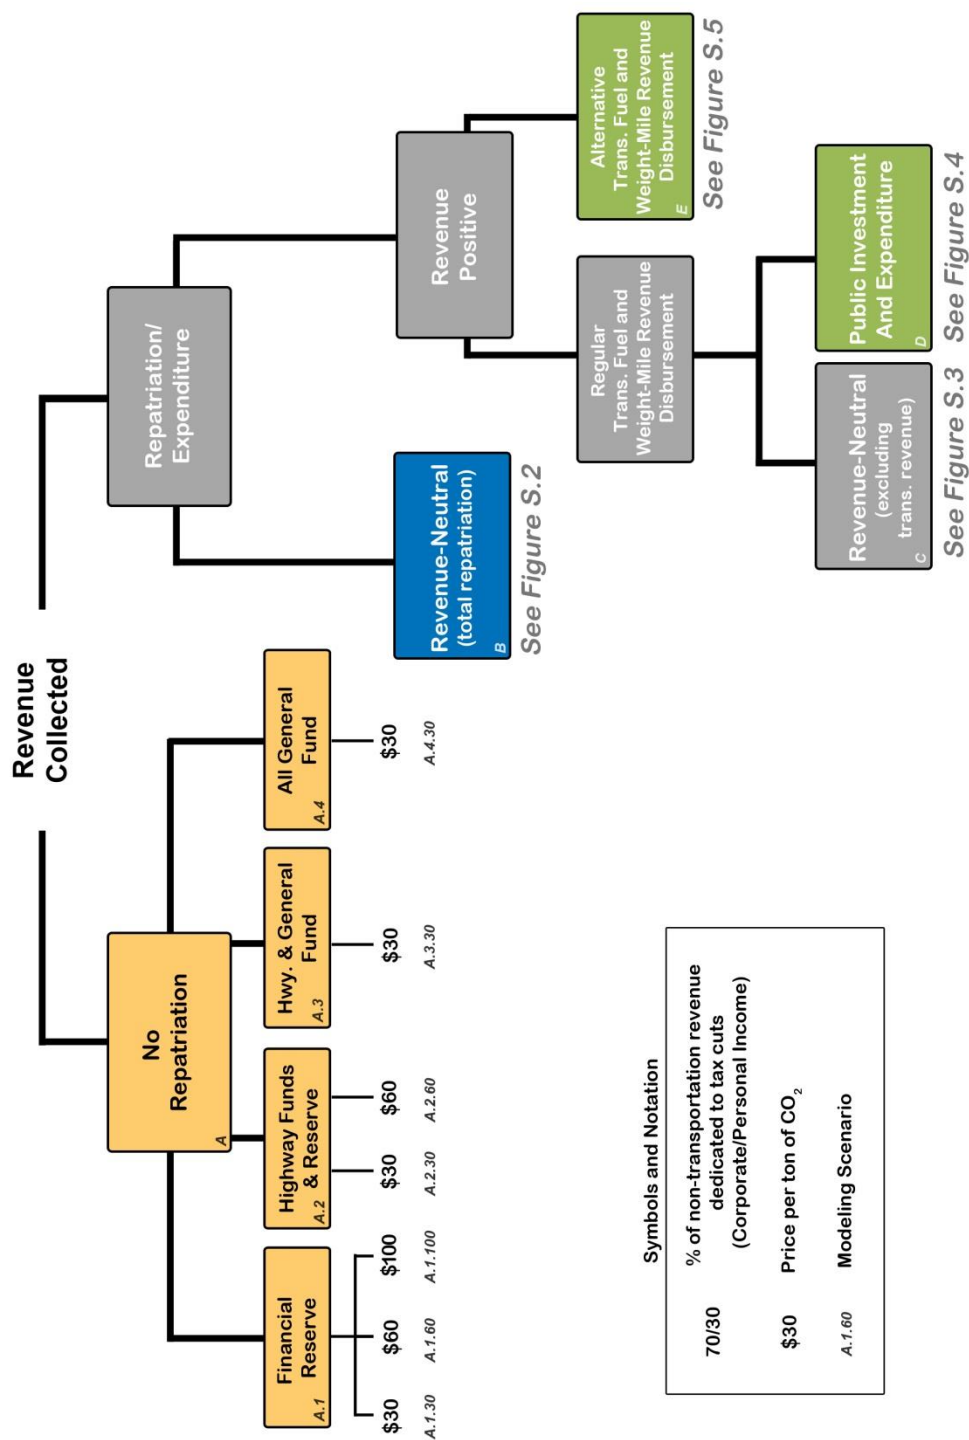 Revenue
Collected
No
Repatriation
A
Repatriation/
Expenditure
Financial
Reserve
A.1
Highway Funds
& Reserve
A.2
Hwy. & General
Fund
A.3
All General
Fund
A.4
$30
$60
$100
$30
$60
$30
$30
A.1.30
A.1.60
A.1.100
A.2.30
A.2.60
A.3.30
A.4.30
Revenue-Neutral
(total repatriation)
B
See Figure S.2
Revenue
Positive
Regular
Trans. Fuel and
Weight-Mile Revenue
Disbursement
Alternative
Trans. Fuel and
Weight-Mile Revenue
Disbursement
E
See Figure S.5
Revenue-Neutral
(excluding
trans. revenue)
C
See Figure S.3
Public Investment
And Expenditure
D
See Figure S.4
Symbols and Notation
70/30 % of non-transportation revenue
dedicated to tax cuts
(Corporate/Personal Income)
$30 Price per ton of CO₂
A.1.60 Modeling Scenario